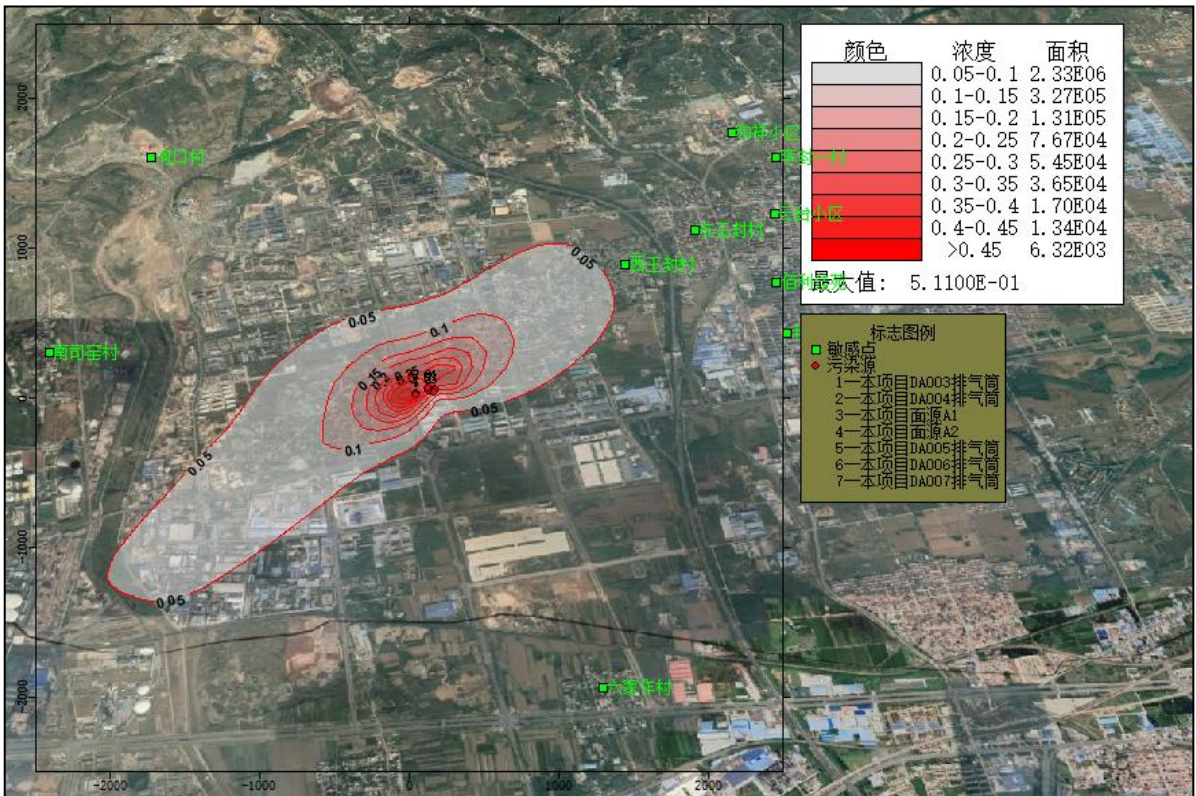 颜色 浓度 面积
0.05-0.1 2.33E06
0.1-0.15 3.27E05
0.15-0.2 1.31E05
0.2-0.25 7.67E04
0.25-0.3 5.45E04
0.3-0.35 3.65E04
0.35-0.4 1.70E04
0.4-0.45 1.34E04
>0.45 6.32E03
最大值: 5.1100E-01
标志图例
敏感点
污染源
1—本项目DA003排气筒
2—本项目DA004排气筒
3—本项目面源A1
4—本项目面源A2
5—本项目DA005排气筒
6—本项目DA006排气筒
7—本项目DA007排气筒
2000
1000
西王封村
0.05
0.05
0.1
南司窑村
0.15
0
0.05
0.1
0.05
-1000
0.05
-2000
-2000
-1000
0
1000
2000